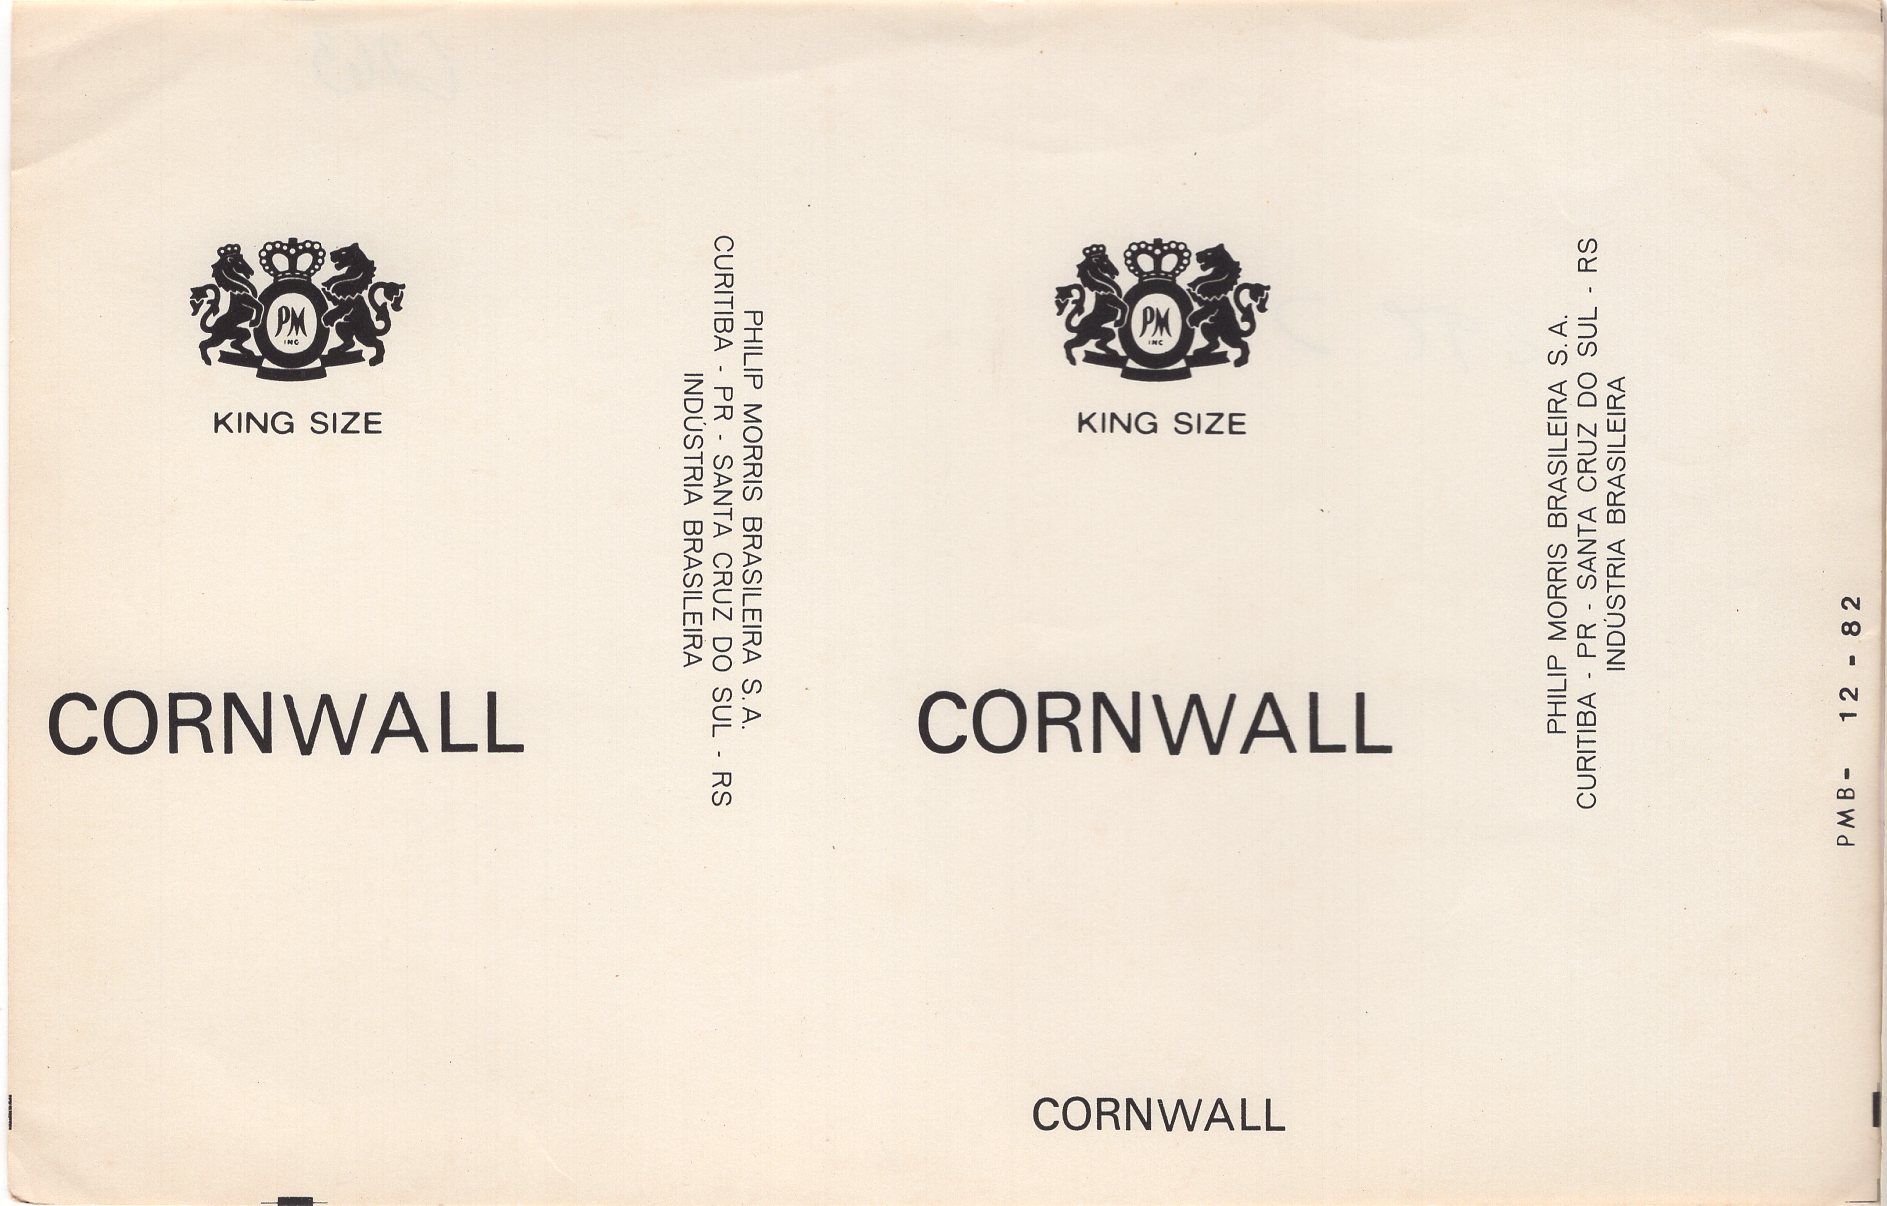 PM
INC
KING SIZE
CORNWALL
PHILIP MORRIS BRASILEIRA S.A.
CURITIBA - PR - SANTA CRUZ DO SUL - RS
INDÚSTRIA BRASILEIRA
PM
INC
KING SIZE
CORNWALL
CORNWALL
PHILIP MORRIS BRASILEIRA S.A.
CURITIBA - PR - SANTA CRUZ DO SUL - RS
INDÚSTRIA BRASILEIRA
PMB- 12-82